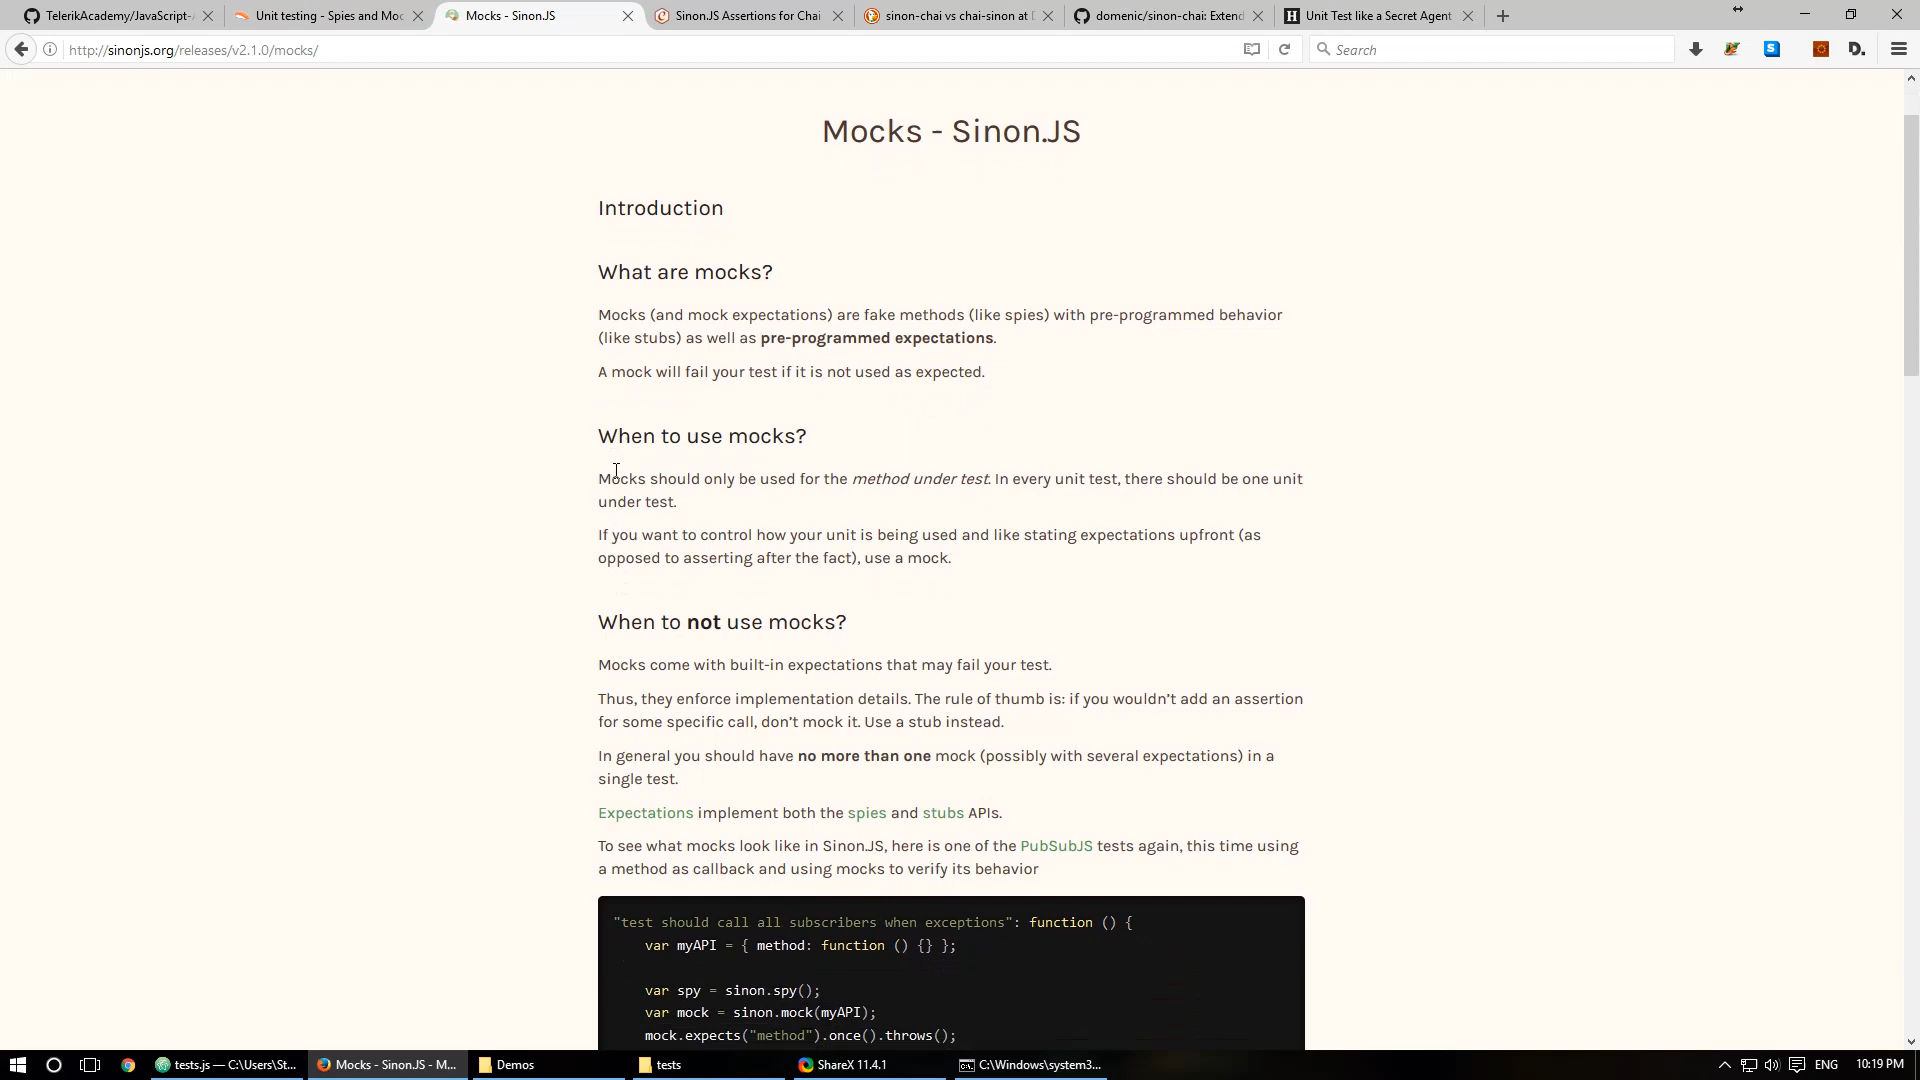 TelerikAcademy/JavaScript-
Unit testing - Spies and Moc
Mocks - Sinon.JS
Sinon.JS Assertions for Chai
sinon-chai vs chai-sinon at D
domenic/sinon-chai: Extend
Unit Test like a Secret Agent
http://sinonjs.org/releases/v2.1.0/mocks/
Search
Mocks - Sinon.JS
Introduction
What are mocks?
Mocks (and mock expectations) are fake methods (like spies) with pre-programmed behavior
(like stubs) as well as pre-programmed expectations.
A mock will fail your test if it is not used as expected.
When to use mocks?
Mocks should only be used for the method under test. In every unit test, there should be one unit
under test.
If you want to control how your unit is being used and like stating expectations upfront (as
opposed to asserting after the fact), use a mock.
When to not use mocks?
Mocks come with built-in expectations that may fail your test.
Thus, they enforce implementation details. The rule of thumb is: if you wouldn’t add an assertion
for some specific call, don’t mock it. Use a stub instead.
In general you should have no more than one mock (possibly with several expectations) in a
single test.
Expectations implement both the spies and stubs APIs.
To see what mocks look like in Sinon.JS, here is one of the PubSubJS tests again, this time using
a method as callback and using mocks to verify its behavior
"test should call all subscribers when exceptions": function () {
var myAPI = { method: function () {} };
var spy = sinon.spy();
var mock = sinon.mock(myAPI);
mock.expects("method").once().throws();
tests.js — C:\Users\St...
Mocks - Sinon.JS - M...
Demos
tests
ShareX 11.4.1
C:\Windows\system3...
ENG
10:19 PM